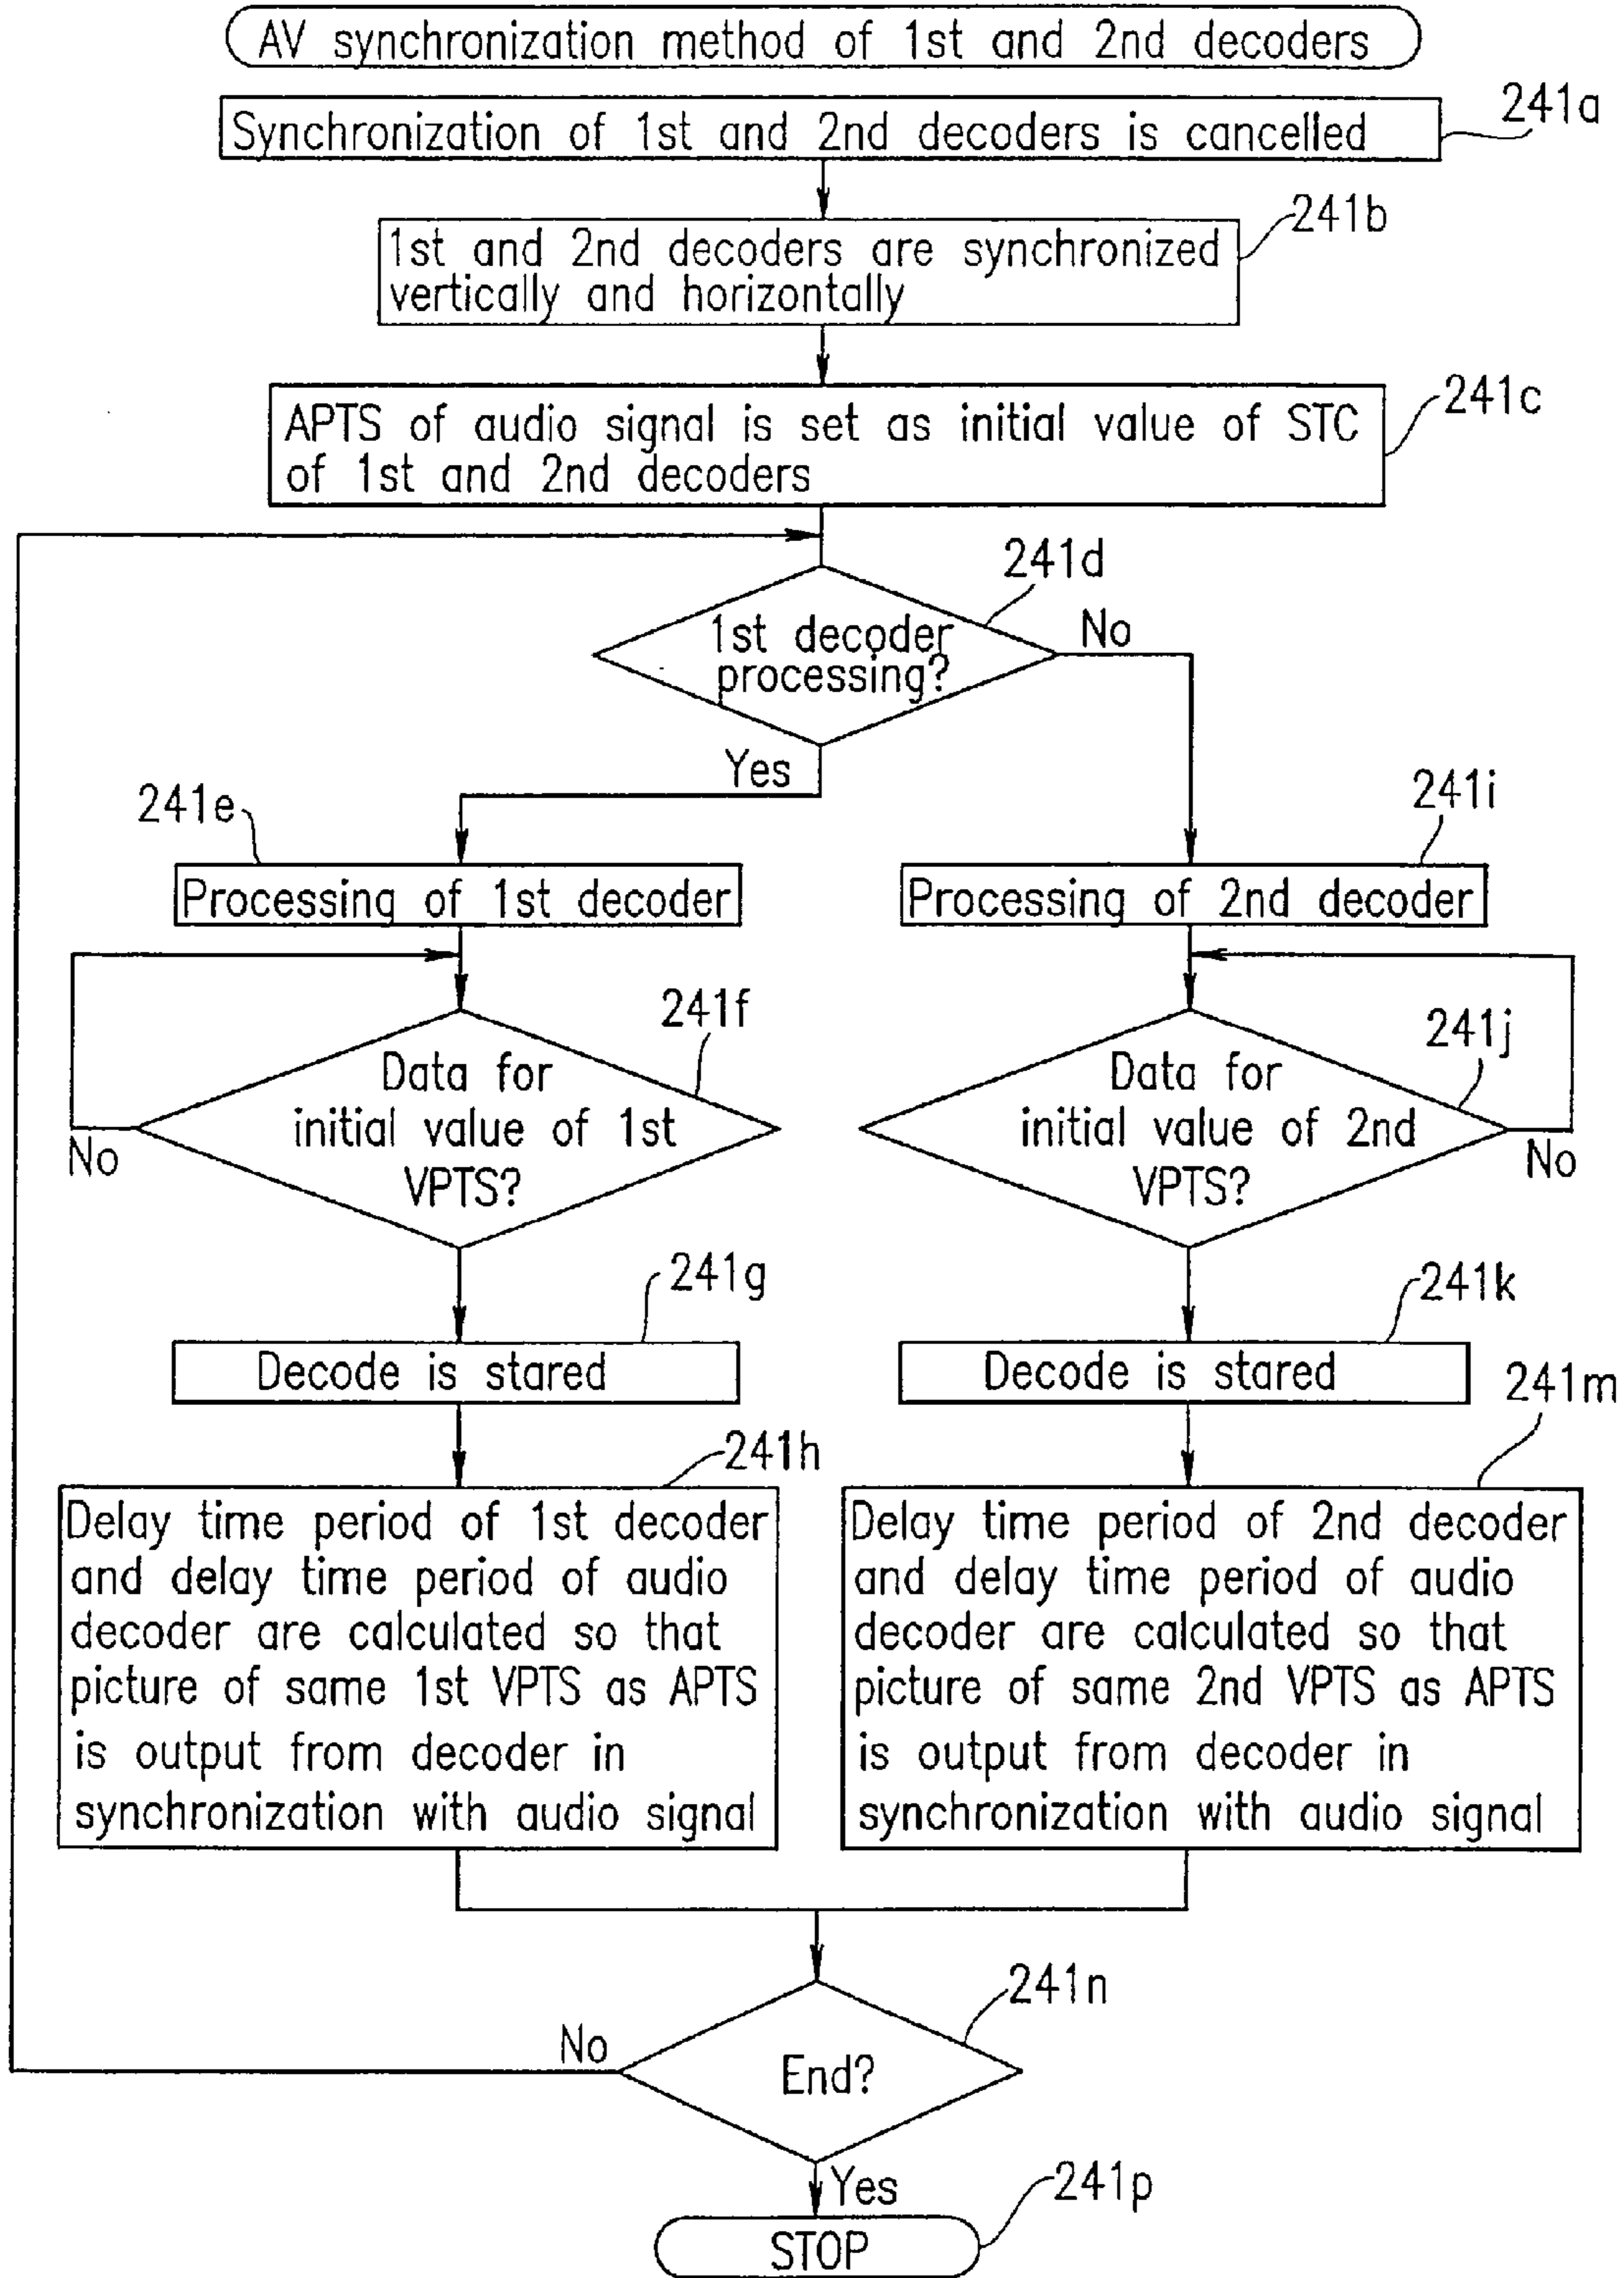 AV synchronization method of 1st and 2nd decoders
241a
Synchronization of 1st and 2nd decoders is cancelled
241b
1st and 2nd decoders are synchronized
vertically and horizontally
241c
APTS of audio signal is set as initial value of STC
of 1st and 2nd decoders
241d
1st decoder
processing?
No
Yes
241e
241i
Processing of 1st decoder
Processing of 2nd decoder
241f
Data for
initial value of 1st
VPTS?
No
241j
Data for
initial value of 2nd
VPTS?
No
241g
241k
Decode is stared
Decode is stared
241h
Delay time period of 1st decoder
and delay time period of audio
decoder are calculated so that
picture of same 1st VPTS as APTS
is output from decoder in
synchronization with audio signal
241m
Delay time period of 2nd decoder
and delay time period of audio
decoder are calculated so that
picture of same 2nd VPTS as APTS
is output from decoder in
synchronization with audio signal
241n
No
End?
Yes
241p
STOP